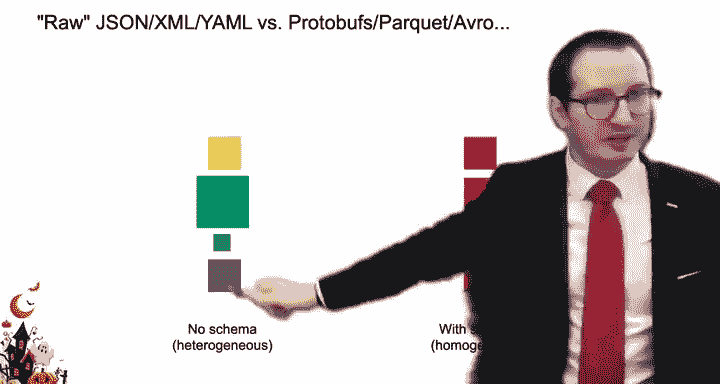 "Raw" JSON/XML/YAML vs. Protobufs/Parquet/Avro...
No schema
(heterogeneous)
With
(homog